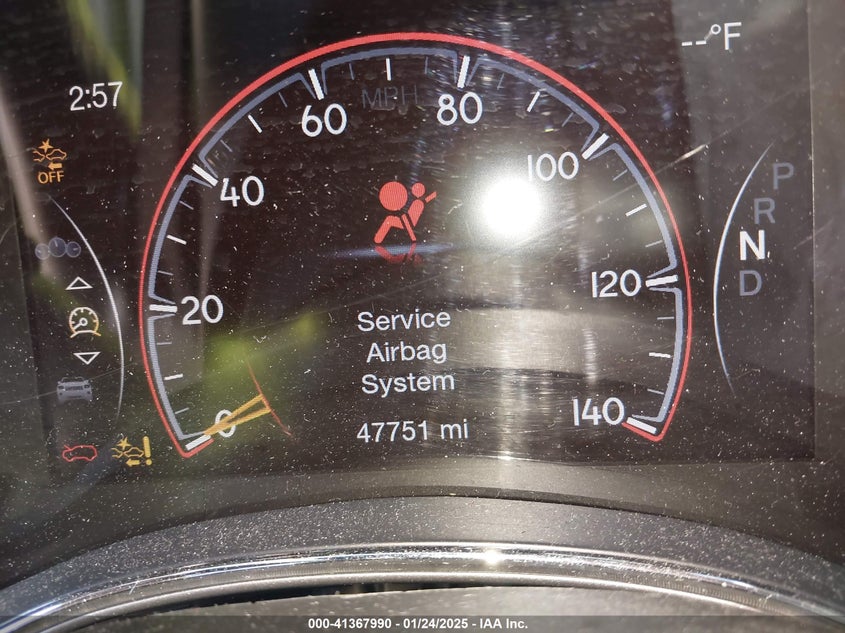 --°F
2:57
MPH
0
20
40
60
80
100
120
140
OFF
P
R
N
D
Service
Airbag
System
47751 mi
000-41367990 - 01/24/2025 - IAA Inc.